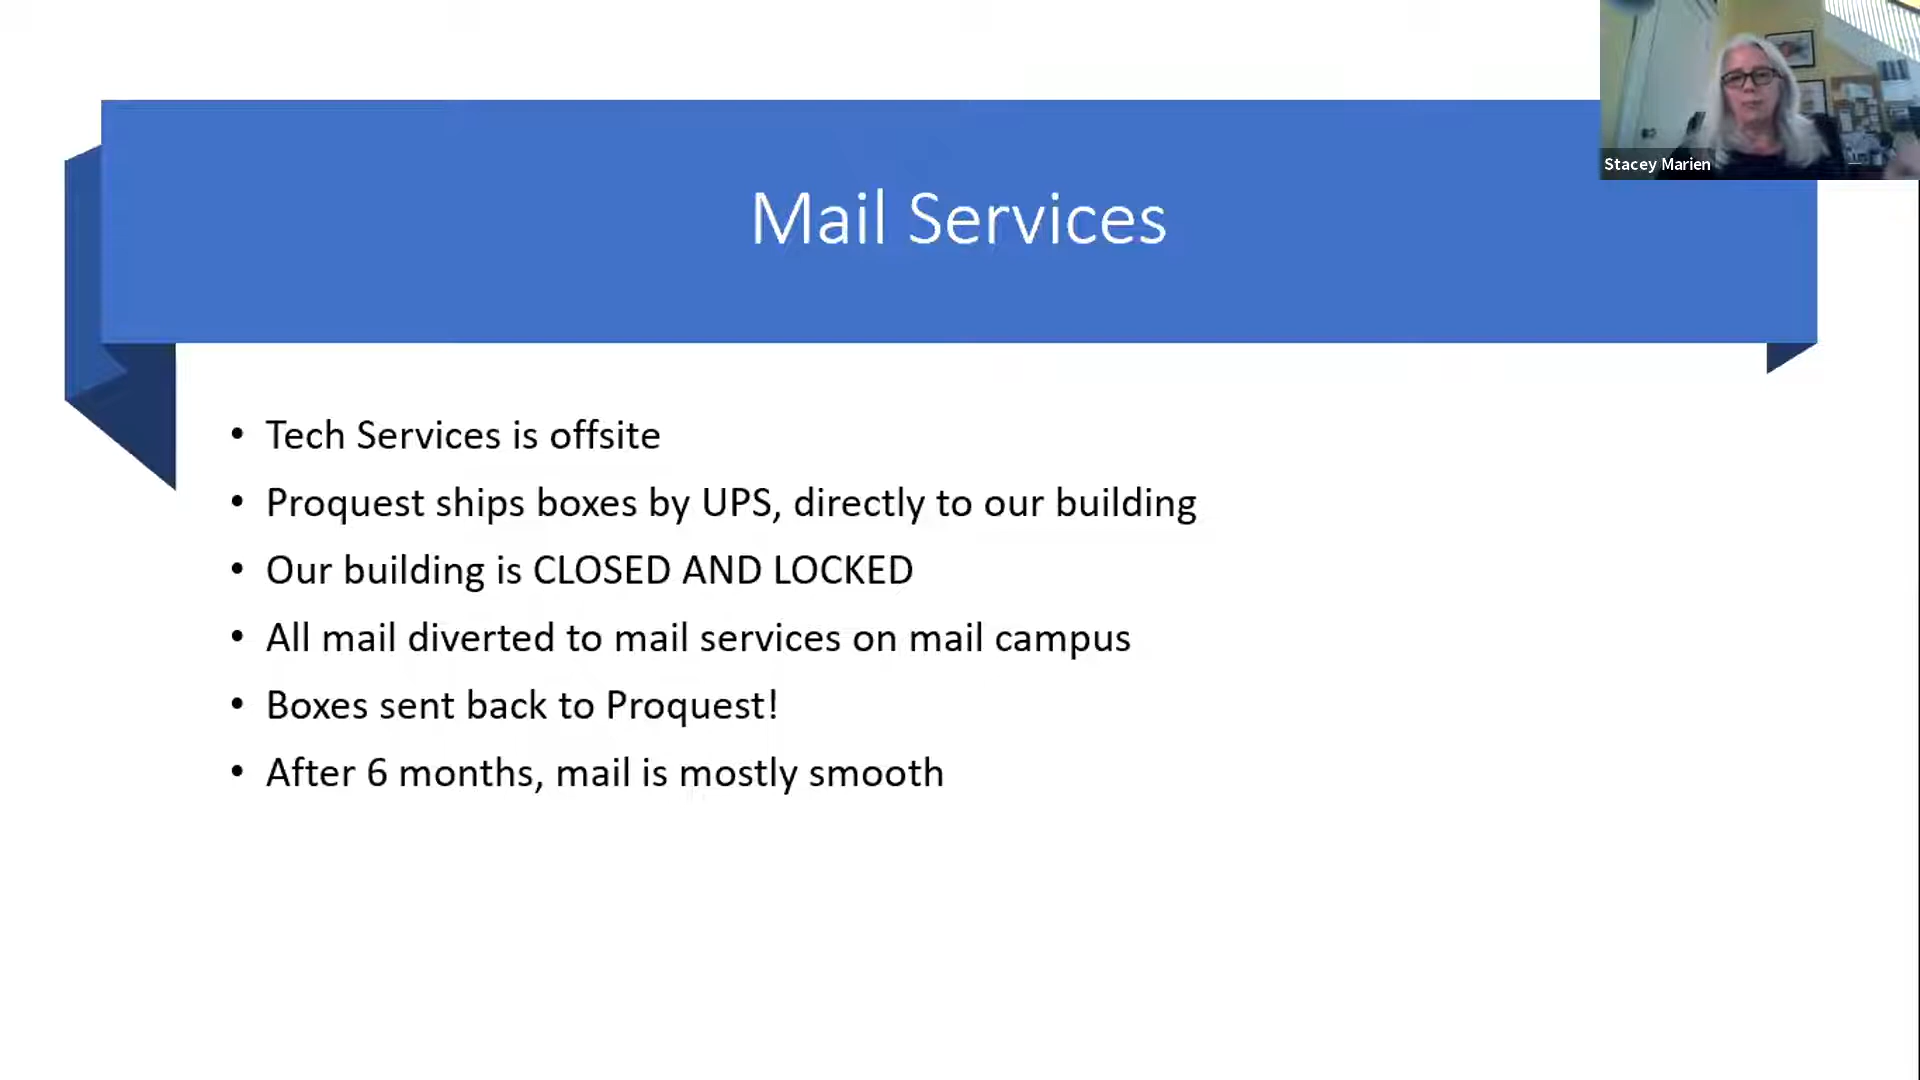 Stacey Marien
Mail Services
• Tech Services is offsite
• Proquest ships boxes by UPS, directly to our building
• Our building is CLOSED AND LOCKED
• All mail diverted to mail services on mail campus
• Boxes sent back to Proquest!
• After 6 months, mail is mostly smooth